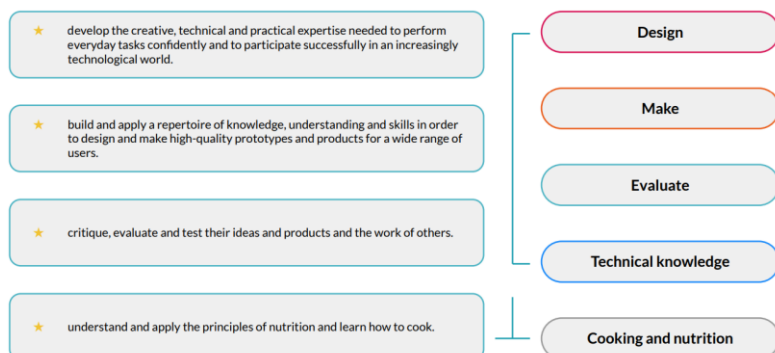 develop the creative, technical and practical expertise needed to perform
everyday tasks confidently and to participate successfully in an increasingly
technological world.
build and apply a repertoire of knowledge, understanding and skills in order
to design and make high-quality prototypes and products for a wide range of
users.
critique, evaluate and test their ideas and products and the work of others.
understand and apply the principles of nutrition and learn how to cook.
Design
Make
Evaluate
Technical knowledge
Cooking and nutrition